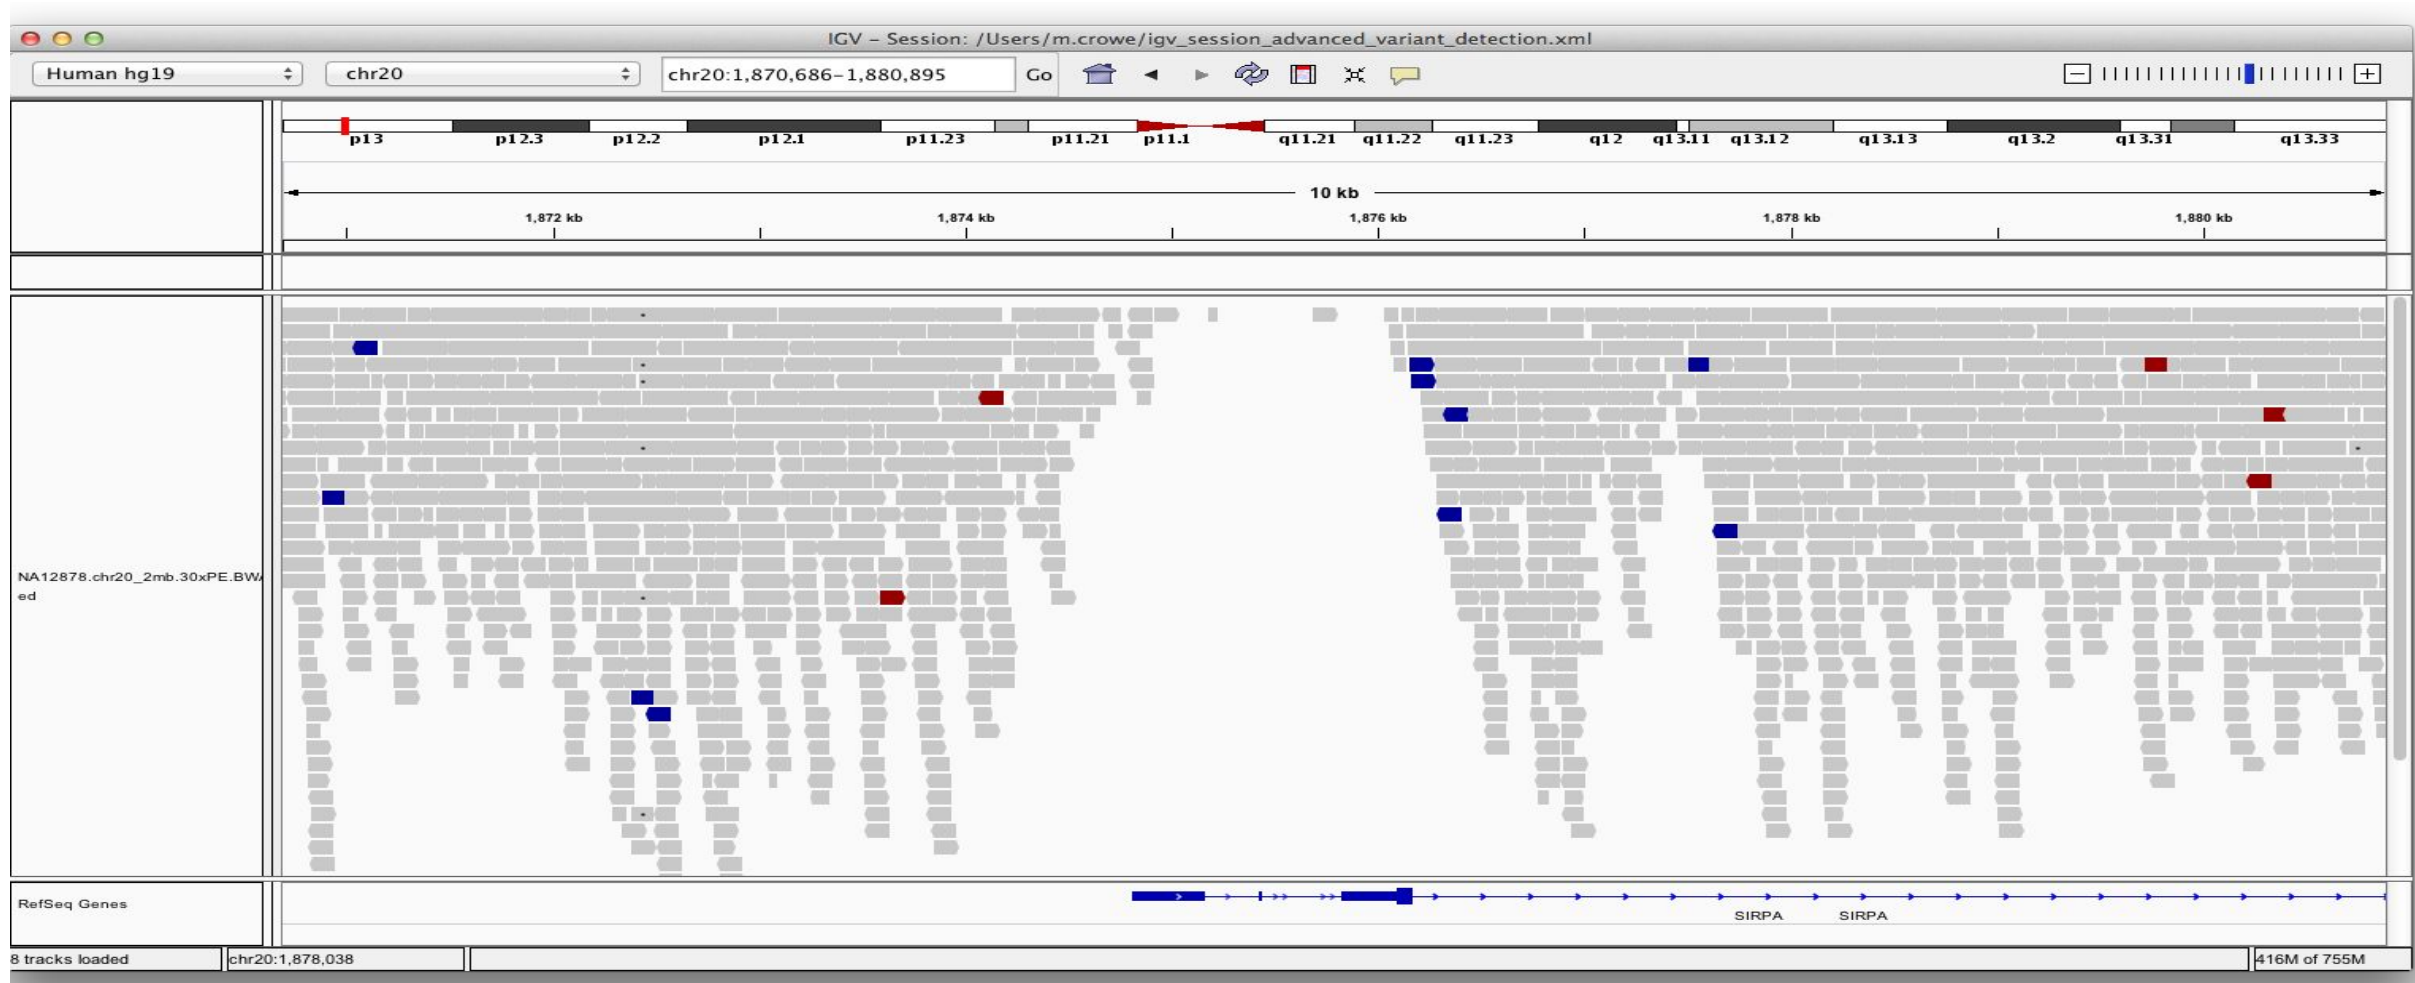 IGV – Session: /Users/m.crowe/igv_session_advanced_variant_detection.xml
Human hg19 chr20 chr20:1,870,686–1,880,895 Go
p13 p12.3 p12.2 p12.1 p11.23 p11.21 p11.1 q11.21 q11.22 q11.23 q12 q13.11 q13.12 q13.13 q13.2 q13.31 q13.33
10 kb
1,872 kb 1,874 kb 1,876 kb 1,878 kb 1,880 kb
NA12878.chr20_2mb.30xPE.BWA
ed
RefSeq Genes
SIRPA SIRPA
8 tracks loaded chr20:1,878,038 416M of 755M